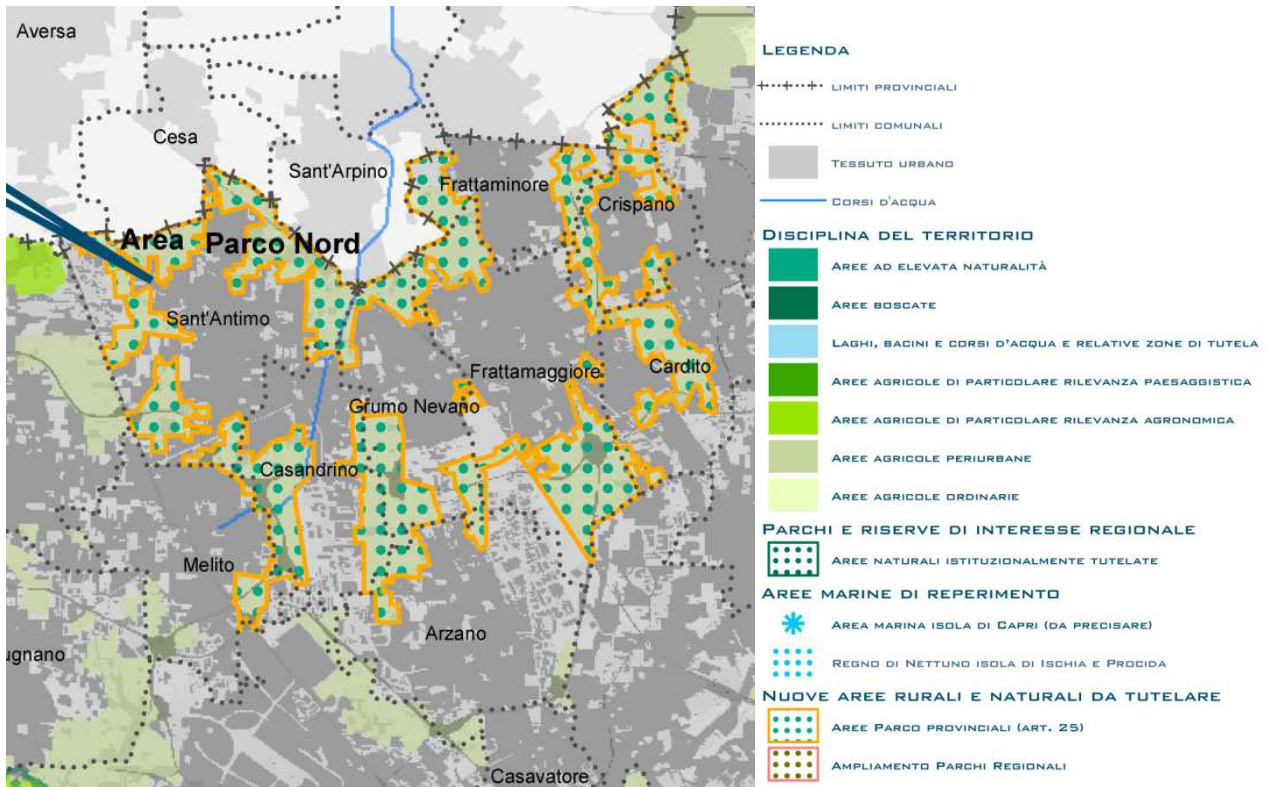 Aversa
Cesa
Sant'Arpino
Frattaminore
Crispano
Area Parco Nord
Sant'Antimo
Frattamaggiore
Cardito
Grumo Nevano
Casandrino
Melito
Arzano
ugnano
Casavatore
LEGENDA
LIMITI PROVINCIALI
LIMITI COMUNALI
TESSUTO URBANO
CORSI D'ACQUA
DISCIPLINA DEL TERRITORIO
AREE AD ELEVATA NATURALITÀ
AREE BOSCATE
LAGHI, BACINI E CORSI D'ACQUA E RELATIVE ZONE DI TUTELA
AREE AGRICOLE DI PARTICOLARE RILEVANZA PAESAGGISTICA
AREE AGRICOLE DI PARTICOLARE RILEVANZA AGRONOMICA
AREE AGRICOLE PERIURBANE
AREE AGRICOLE ORDINARIE
PARCHI E RISERVE DI INTERESSE REGIONALE
AREE NATURALI ISTITUZIONALMENTE TUTELATE
AREE MARINE DI REPERIMENTO
AREA MARINA ISOLA DI CAPRI (DA PRECISARE)
REGNO DI NETTUNO ISOLA DI ISCHIA E PROCIDA
NUOVE AREE RURALI E NATURALI DA TUTELARE
AREE PARCO PROVINCIALI (ART. 25)
AMPLIAMENTO PARCHI REGIONALI